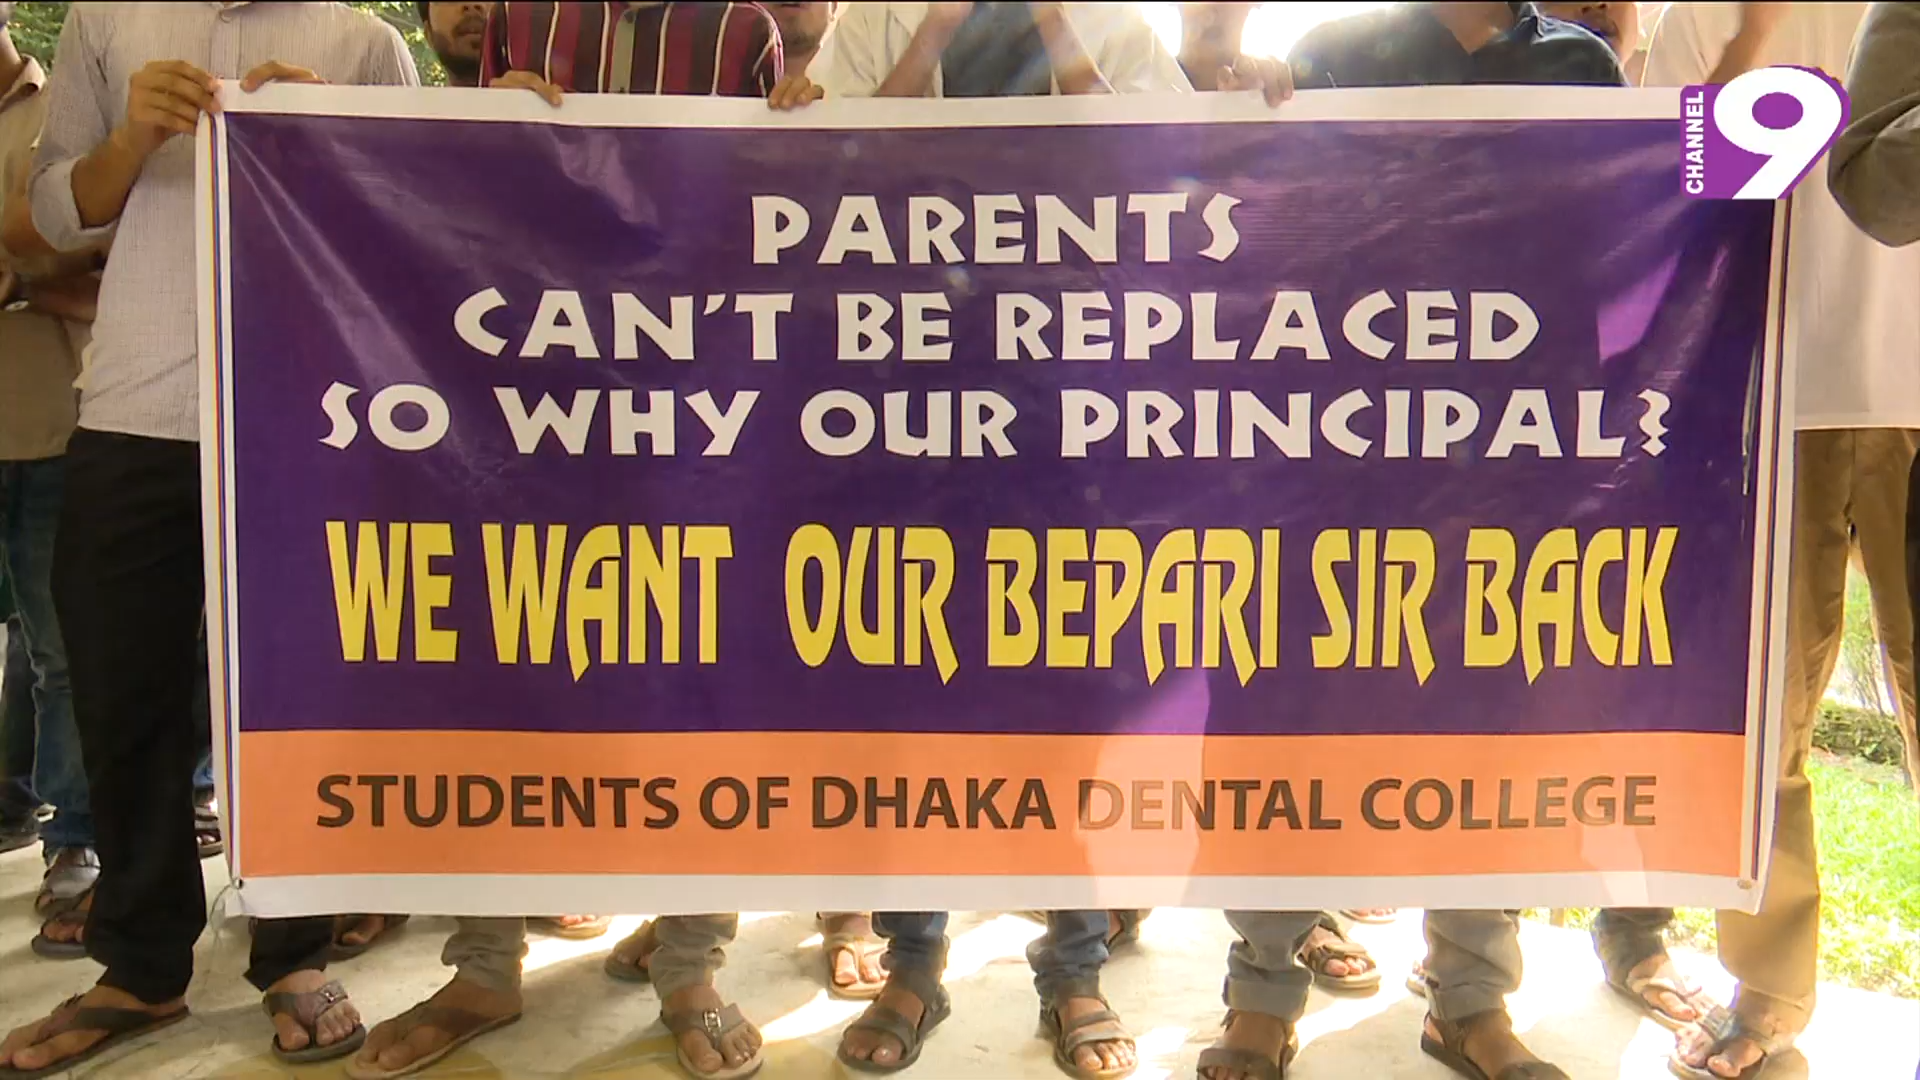 PARENTS
CAN'T BE REPLACED
SO WHY OUR PRINCIPAL?
WE WANT OUR BEPARI SIR BACK
STUDENTS OF DHAKA DENTAL COLLEGE
CHANNEL 9